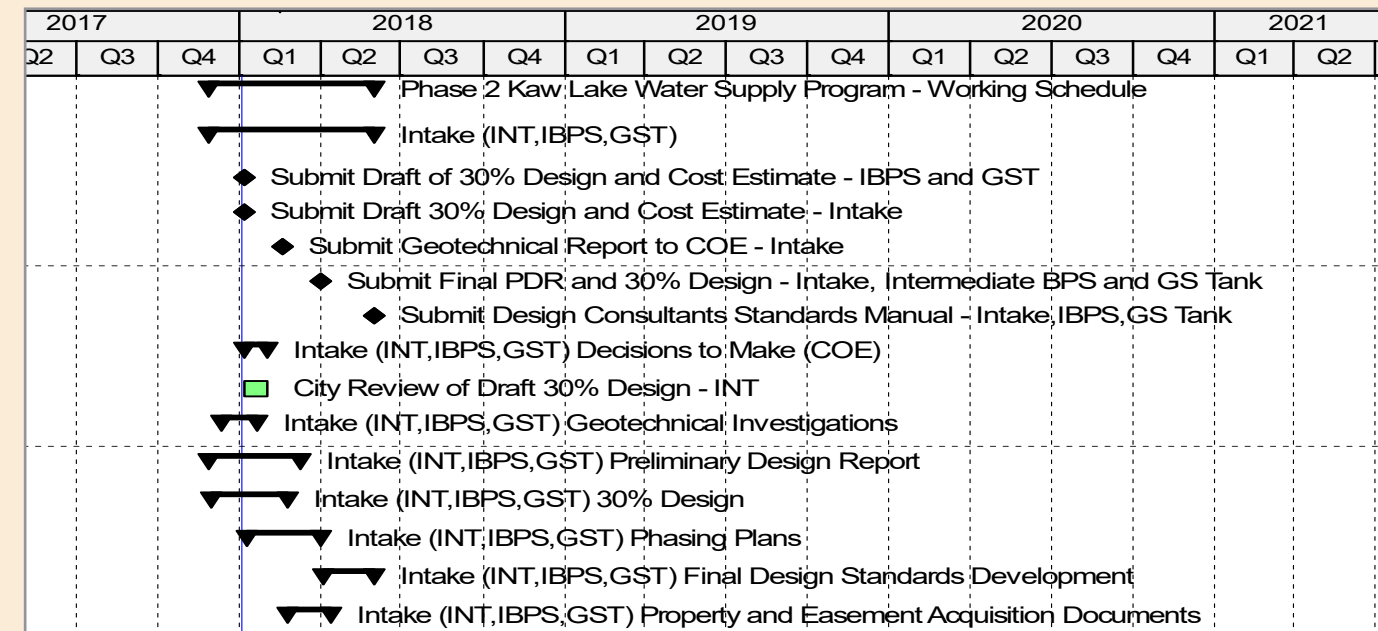 2017 2018 2019 2020 2021
Q2 Q3 Q4 Q1 Q2 Q3 Q4 Q1 Q2 Q3 Q4 Q1 Q2 Q3 Q4 Q1 Q2
Phase 2 Kaw Lake Water Supply Program - Working Schedule
Intake (INT,IBPS,GST)
Submit Draft of 30% Design and Cost Estimate - IBPS and GST
Submit Draft 30% Design and Cost Estimate - Intake
Submit Geotechnical Report to COE - Intake
Submit Final PDR and 30% Design - Intake, Intermediate BPS and GS Tank
Submit Design Consultants Standards Manual - Intake,IBPS,GS Tank
Intake (INT,IBPS,GST) Decisions to Make (COE)
City Review of Draft 30% Design - INT
Intake (INT,IBPS,GST) Geotechnical Investigations
Intake (INT,IBPS,GST) Preliminary Design Report
Intake (INT,IBPS,GST) 30% Design
Intake (INT,IBPS,GST) Phasing Plans
Intake (INT,IBPS,GST) Final Design Standards Development
Intake (INT,IBPS,GST) Property and Easement Acquisition Documents